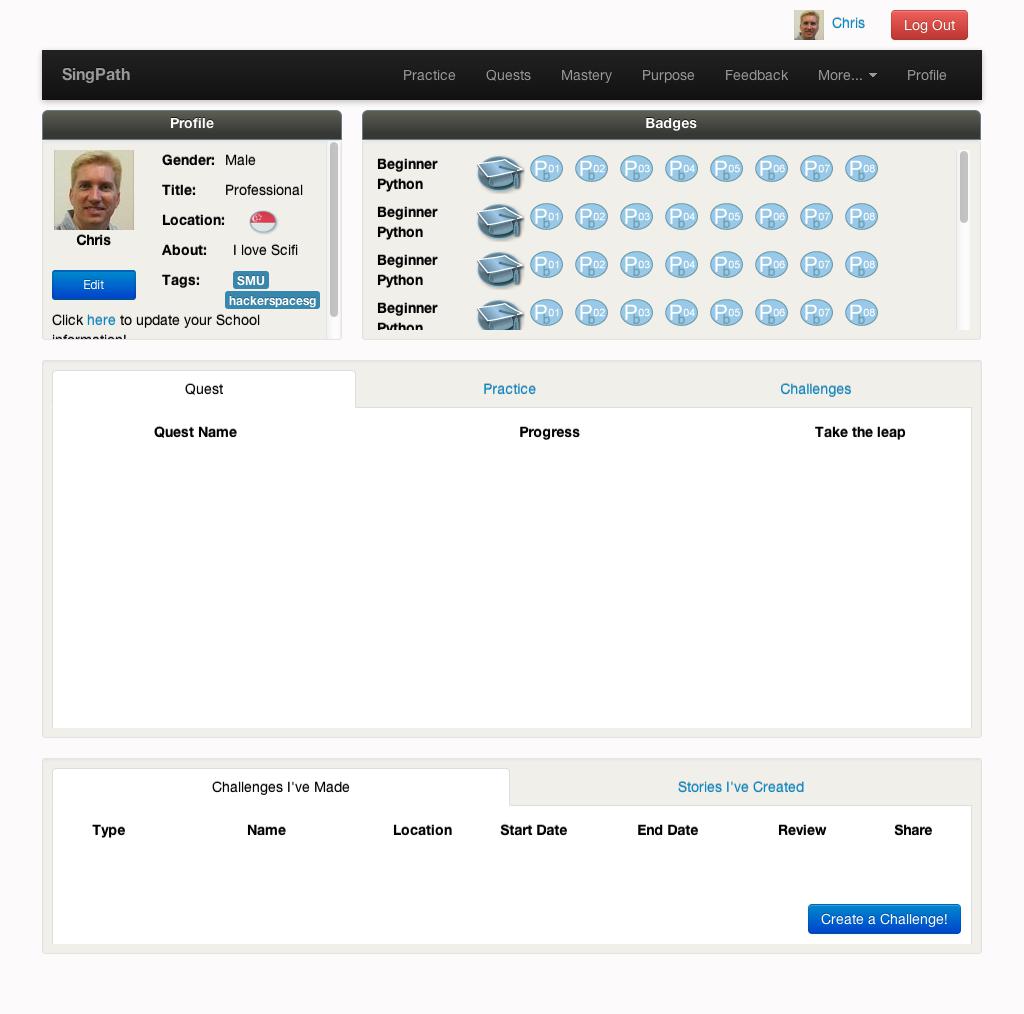 Chris
Log Out
SingPath
Practice Quests Mastery Purpose Feedback More... Profile
Profile
Gender: Male
Title: Professional
Location:
About: I love Scifi
Tags: SMU
hackerspacesg
Chris
Edit
Click here to update your School
information!
Badges
Beginner
Python
P01 P02 P03 P04 P05 P06 P07 P08
Beginner
Python
P01 P02 P03 P04 P05 P06 P07 P08
Beginner
Python
P01 P02 P03 P04 P05 P06 P07 P08
Beginner
Python
P01 P02 P03 P04 P05 P06 P07 P08
Quest Practice Challenges
Quest Name Progress Take the leap
Challenges I've Made Stories I've Created
Type Name Location Start Date End Date Review Share
Create a Challenge!